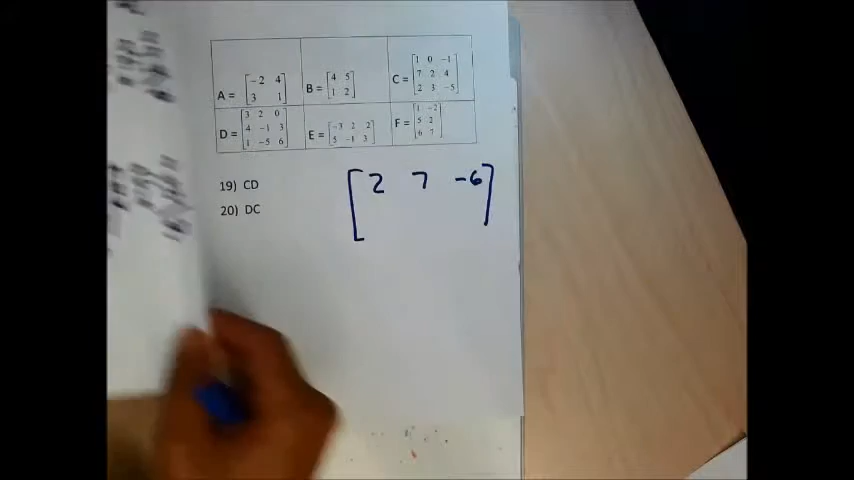 A = [-2 4
3 1]
B = [4 5
1 2]
C = [1 0 -1
7 2 4
2 3 -5]
D = [3 2 0
4 -1 3
1 -5 6]
E = [-3 2 2
5 -1 3]
F = [1 -2
5 2
6 7]
19) CD
[2 7 -6]
20) DC